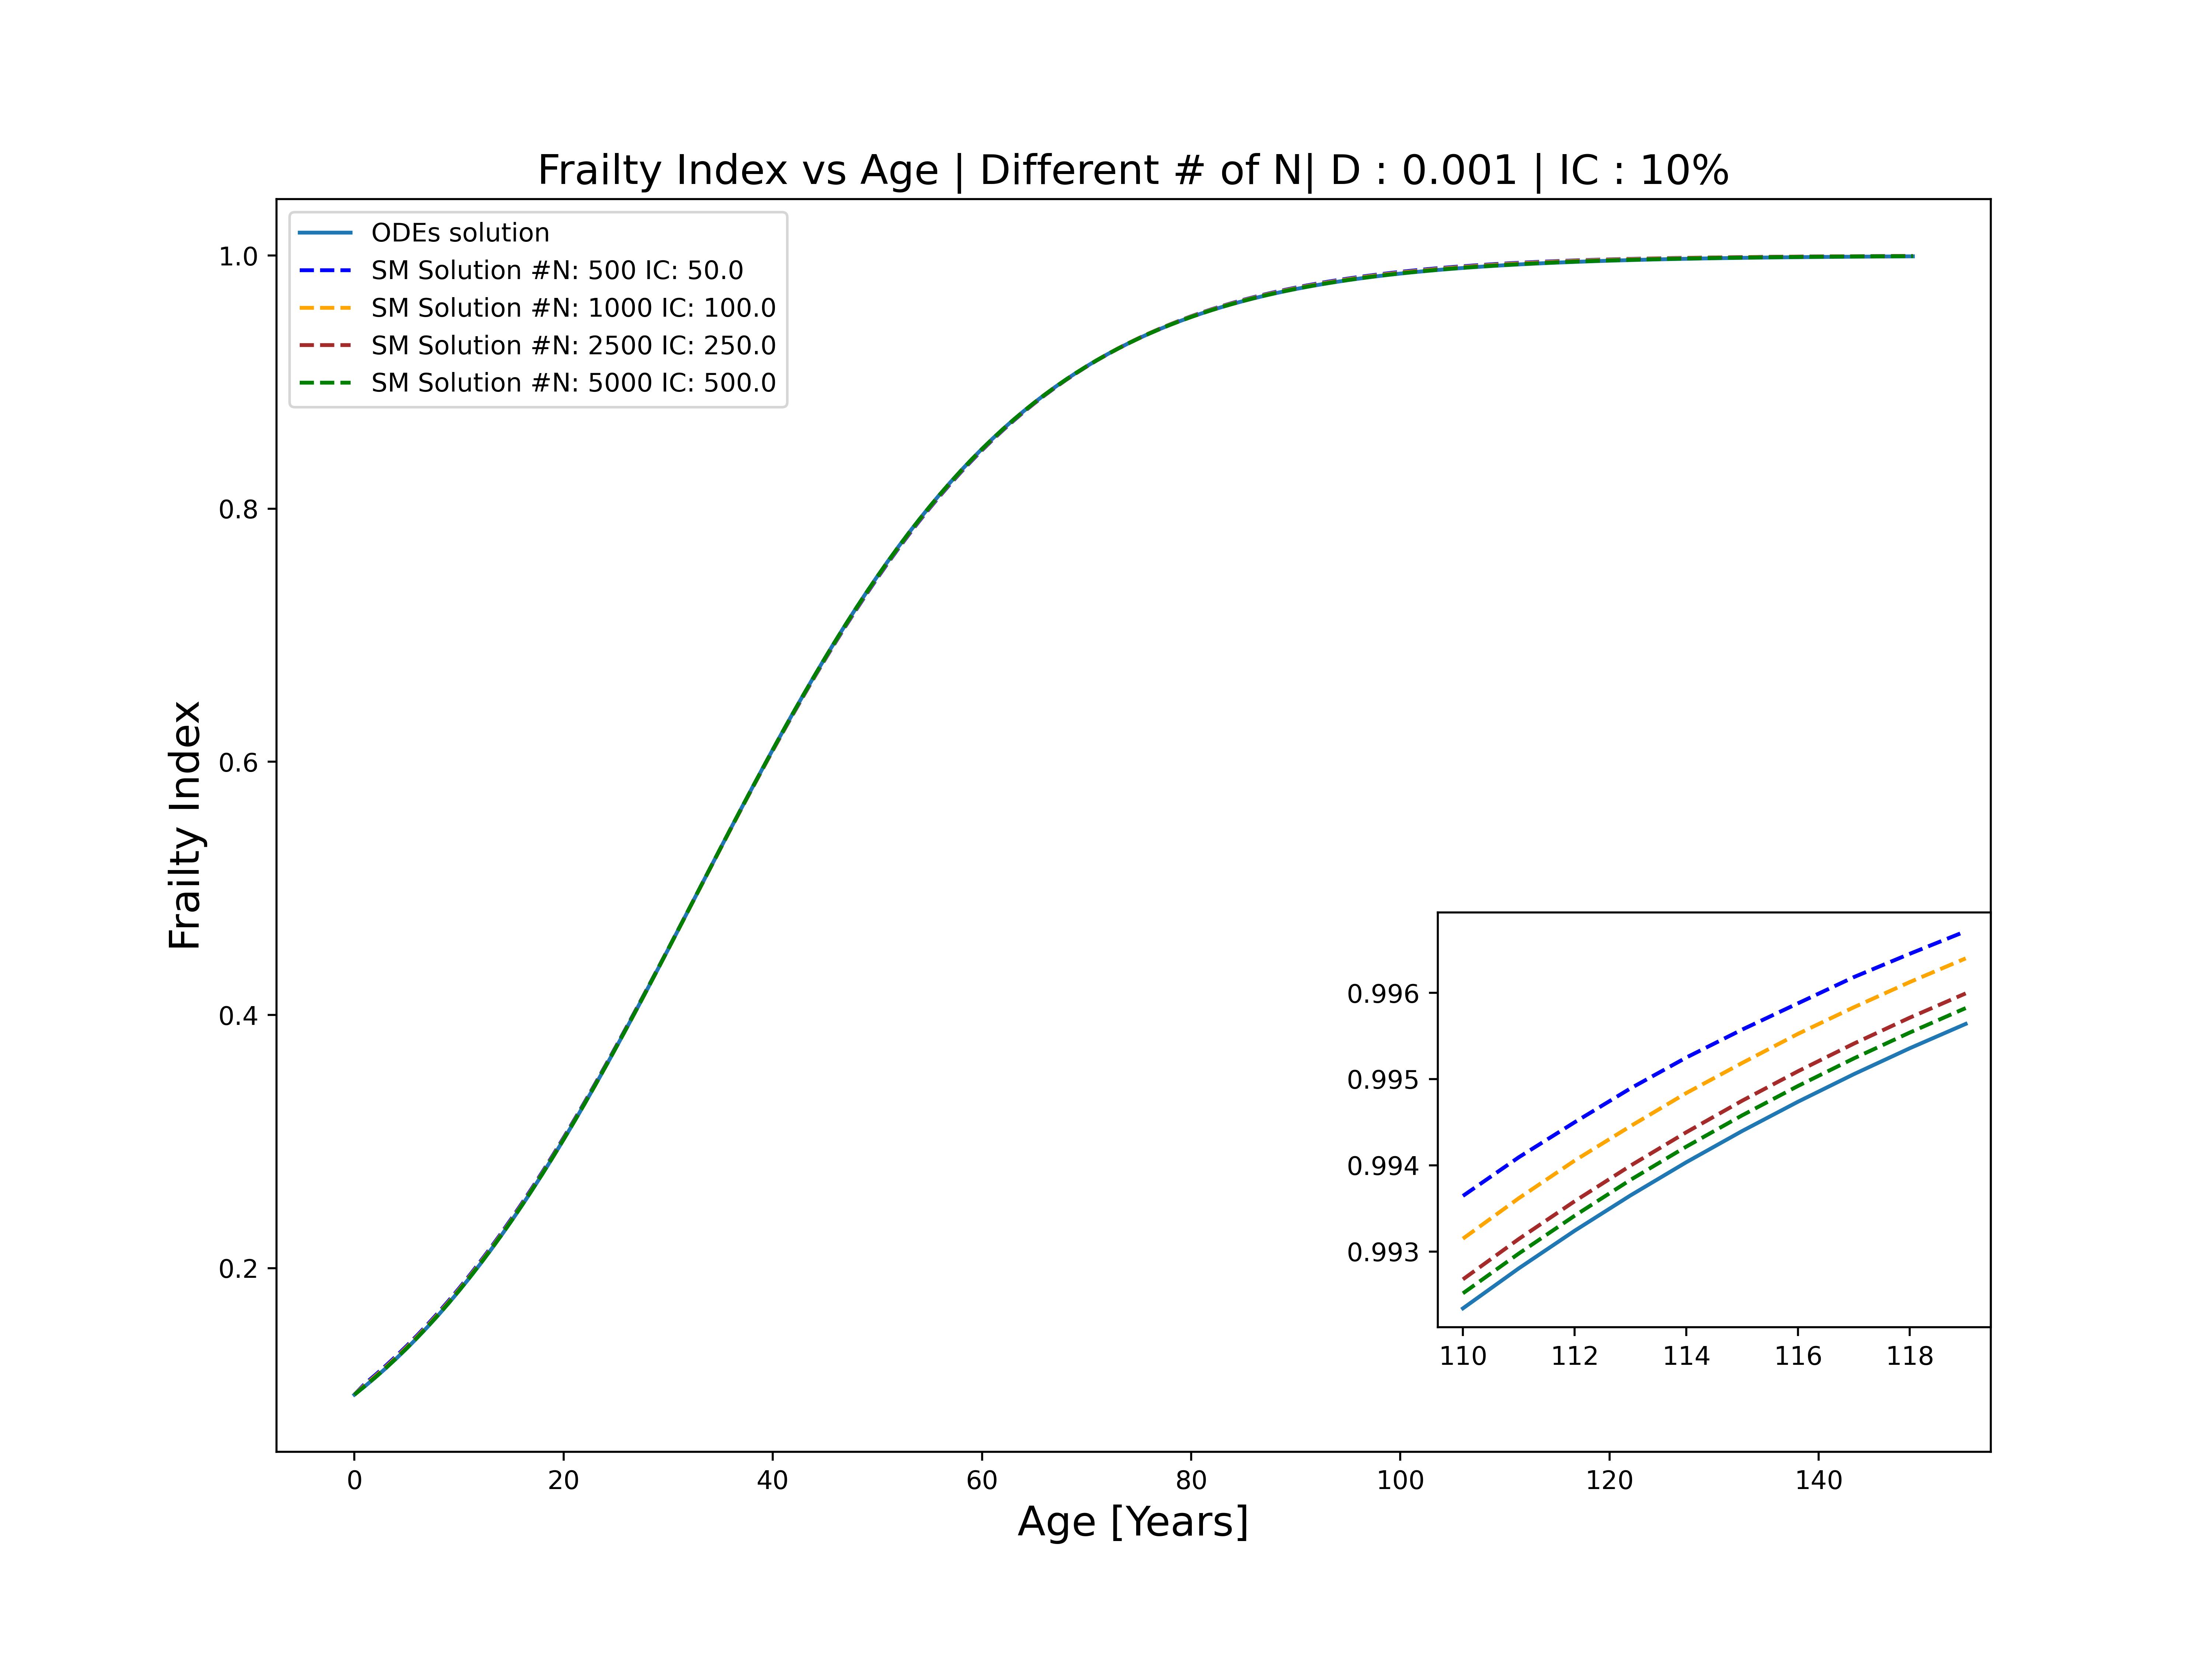 Frailty Index vs Age | Different # of N| D : 0.001 | IC : 10%
ODEs solution
SM Solution #N: 500 IC: 50.0
SM Solution #N: 1000 IC: 100.0
SM Solution #N: 2500 IC: 250.0
SM Solution #N: 5000 IC: 500.0
1.0
0.8
0.6
0.4
0.2
Frailty Index
0.996
0.995
0.994
0.993
110 112 114 116 118
0 20 40 60 80 100 120 140
Age [Years]